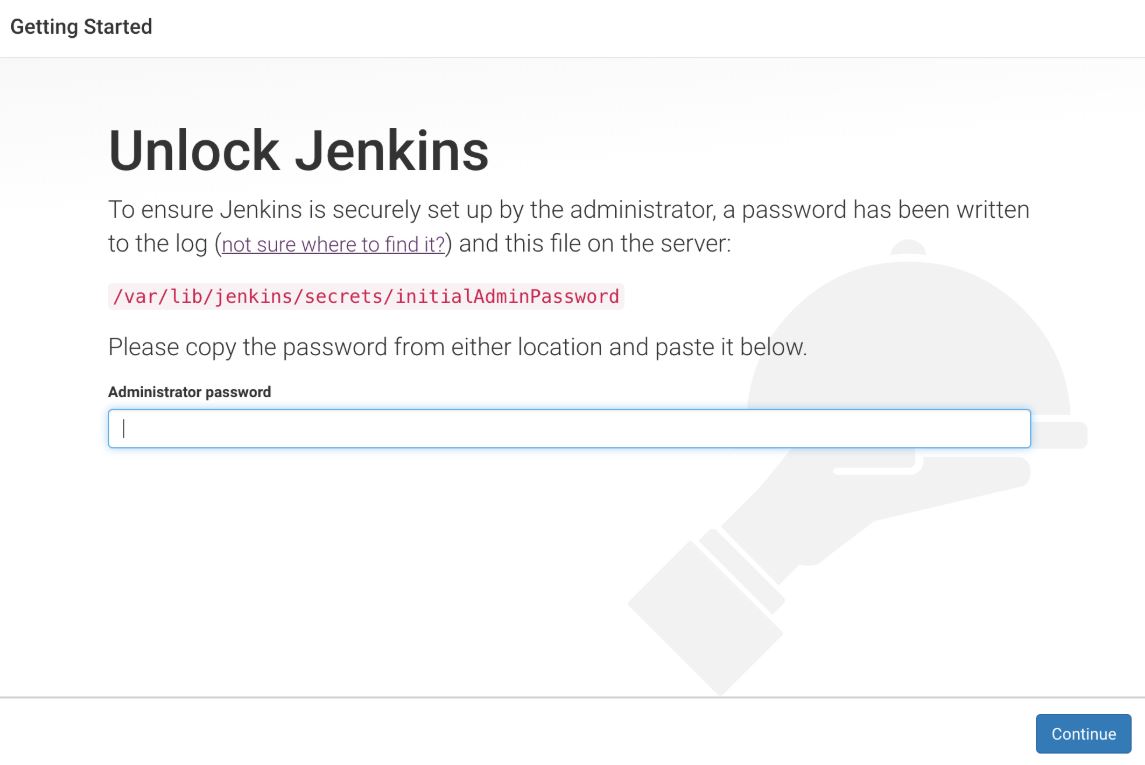 Getting Started
Unlock Jenkins
To ensure Jenkins is securely set up by the administrator, a password has been written
to the log (not sure where to find it?) and this file on the server:
/var/lib/jenkins/secrets/initialAdminPassword
Please copy the password from either location and paste it below.
Administrator password
Continue